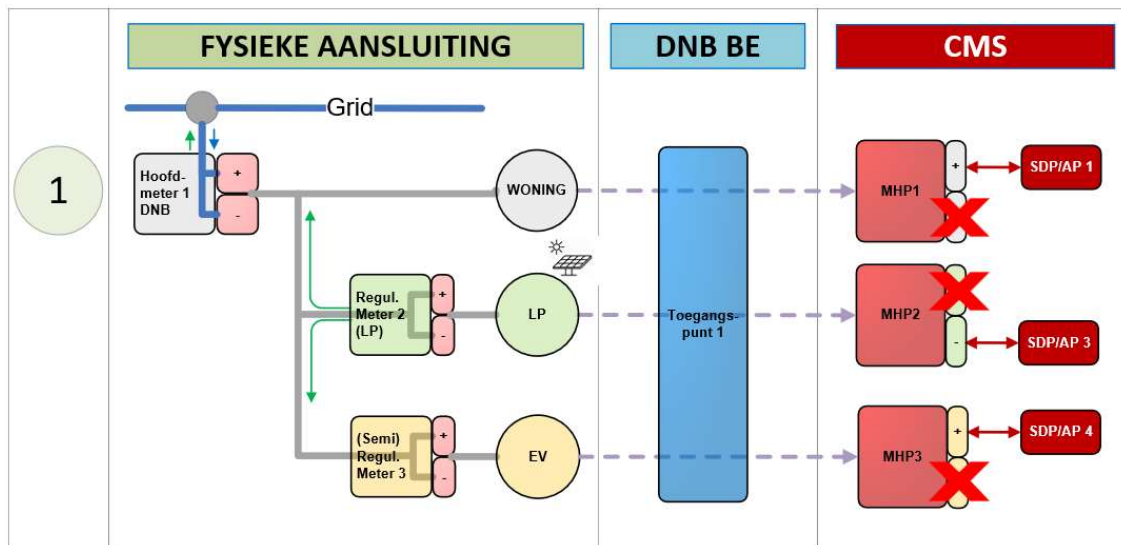 FYSIEKE AANSLUITING
DNB BE
CMS
Grid
1
Hoofd-
meter 1
DNB
+
-
WONING
MHP1
+
SDP/AP 1
Regul.
Meter 2
(LP)
+
-
LP
Toegangs-
punt 1
MHP2
-
SDP/AP 3
(Semi)
Regul.
Meter 3
+
-
EV
MHP3
+
SDP/AP 4